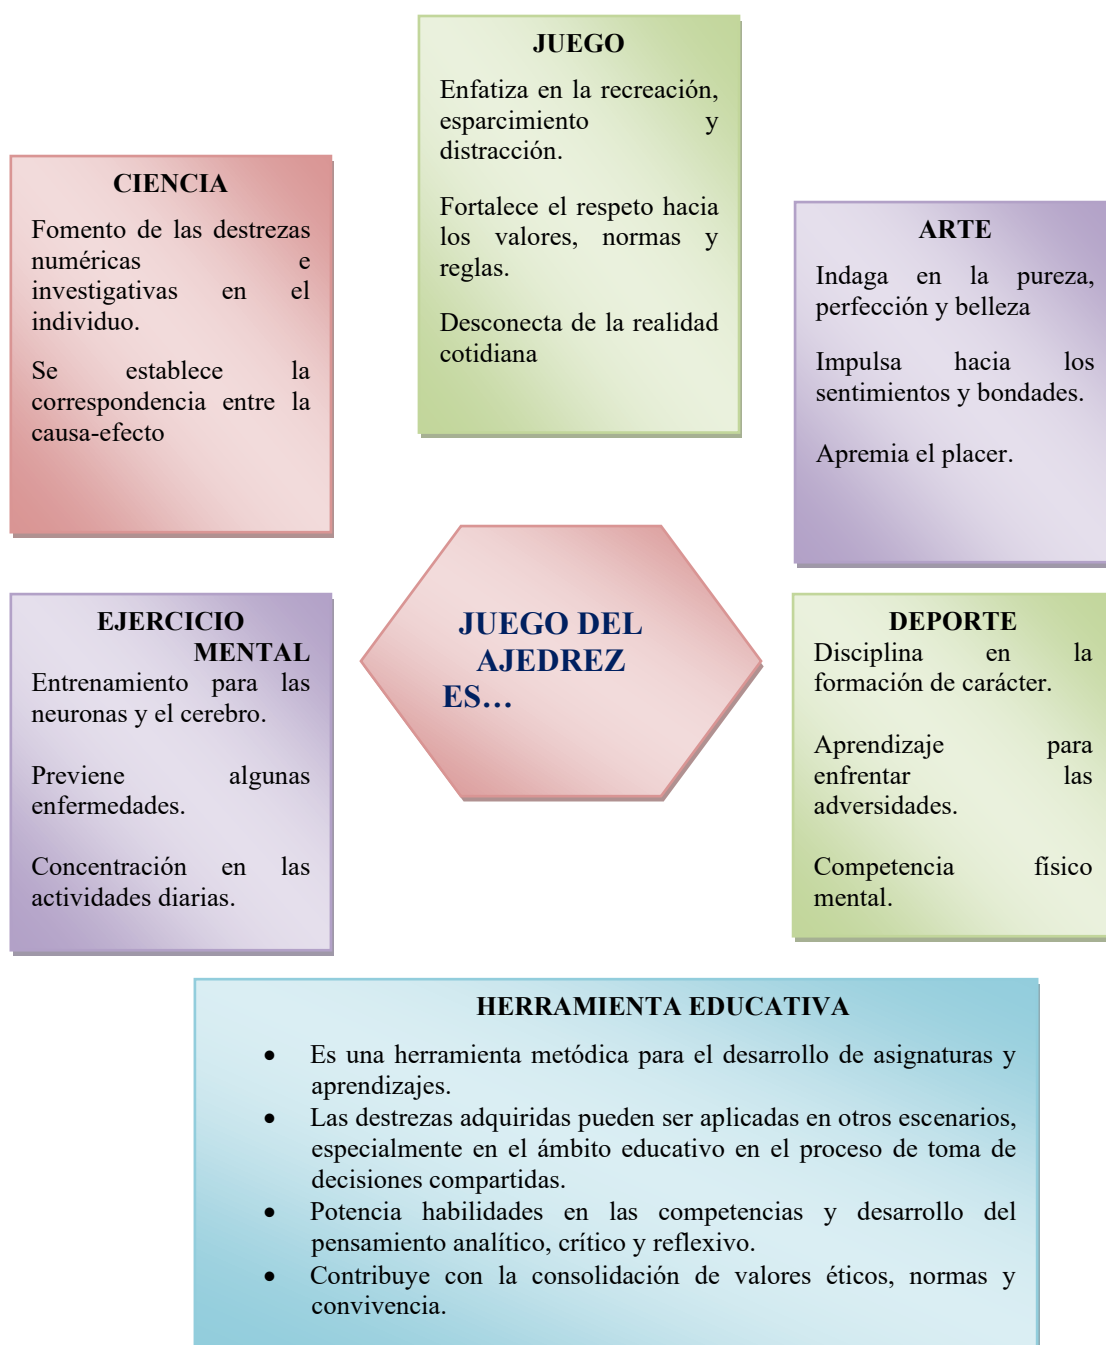 JUEGO
Enfatiza en la recreación,
esparcimiento y
distracción.
Fortalece el respeto hacia
los valores, normas y
reglas.
Desconecta de la realidad
cotidiana
CIENCIA
Fomento de las destrezas
numéricas e
investigativas en el
individuo.
Se establece la
correspondencia entre la
causa-efecto
ARTE
Indaga en la pureza,
perfección y belleza
Impulsa hacia los
sentimientos y bondades.
Apremia el placer.
JUEGO DEL
AJEDREZ
ES…
EJERCICIO
MENTAL
Entrenamiento para las
neuronas y el cerebro.
Previene algunas
enfermedades.
Concentración en las
actividades diarias.
DEPORTE
Disciplina en la
formación de carácter.
Aprendizaje para
enfrentar las
adversidades.
Competencia físico
mental.
HERRAMIENTA EDUCATIVA
• Es una herramienta metódica para el desarrollo de asignaturas y
aprendizajes.
• Las destrezas adquiridas pueden ser aplicadas en otros escenarios,
especialmente en el ámbito educativo en el proceso de toma de
decisiones compartidas.
• Potencia habilidades en las competencias y desarrollo del
pensamiento analítico, crítico y reflexivo.
• Contribuye con la consolidación de valores éticos, normas y
convivencia.